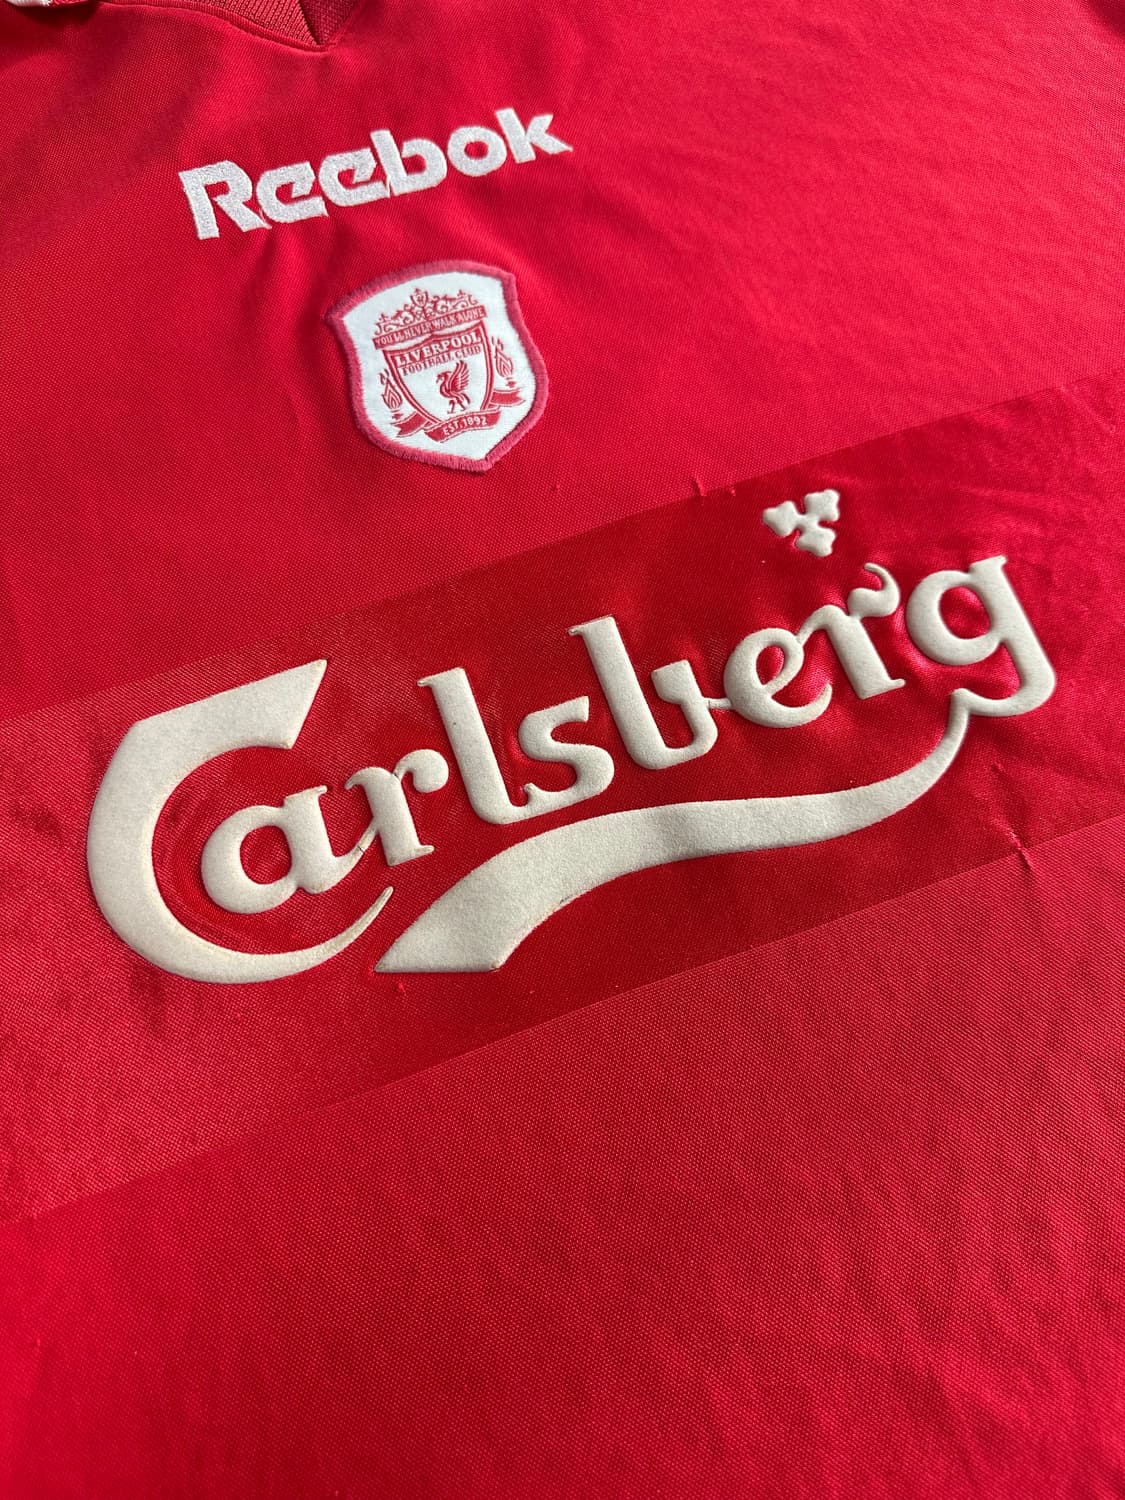 Reebok
YOU'LL NEVER WALK ALONE
LIVERPOOL
FOOTBALL CLUB
EST·1892
Carlsberg